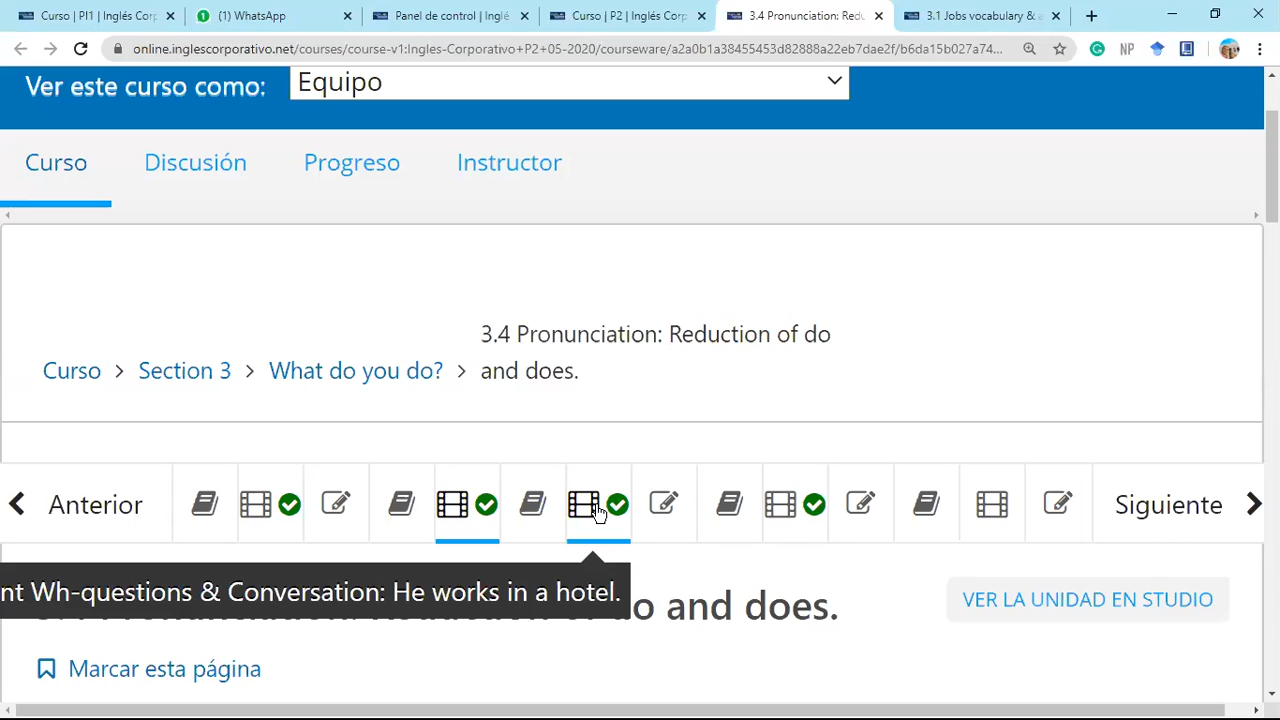 Curso | PI1 | Inglés Cor
(1) WhatsApp
Panel de control | Inglé
Curso | P2 | Inglés Corp
3.4 Pronunciation: Redu
3.1 Jobs vocabulary &
online.inglescorporativo.net/courses/course-v1:Ingles-Corporativo+P2+05-2020/courseware/a2a0b1a38455453d82888a22eb7dae2f/b6da15b027a74...
NP
Ver este curso como:
Equipo
Curso
Discusión
Progreso
Instructor
3.4 Pronunciation: Reduction of do
Curso > Section 3 > What do you do? > and does.
Anterior
Siguiente
nt Wh-questions & Conversation: He works in a hotel.
o and does.
VER LA UNIDAD EN STUDIO
Marcar esta página